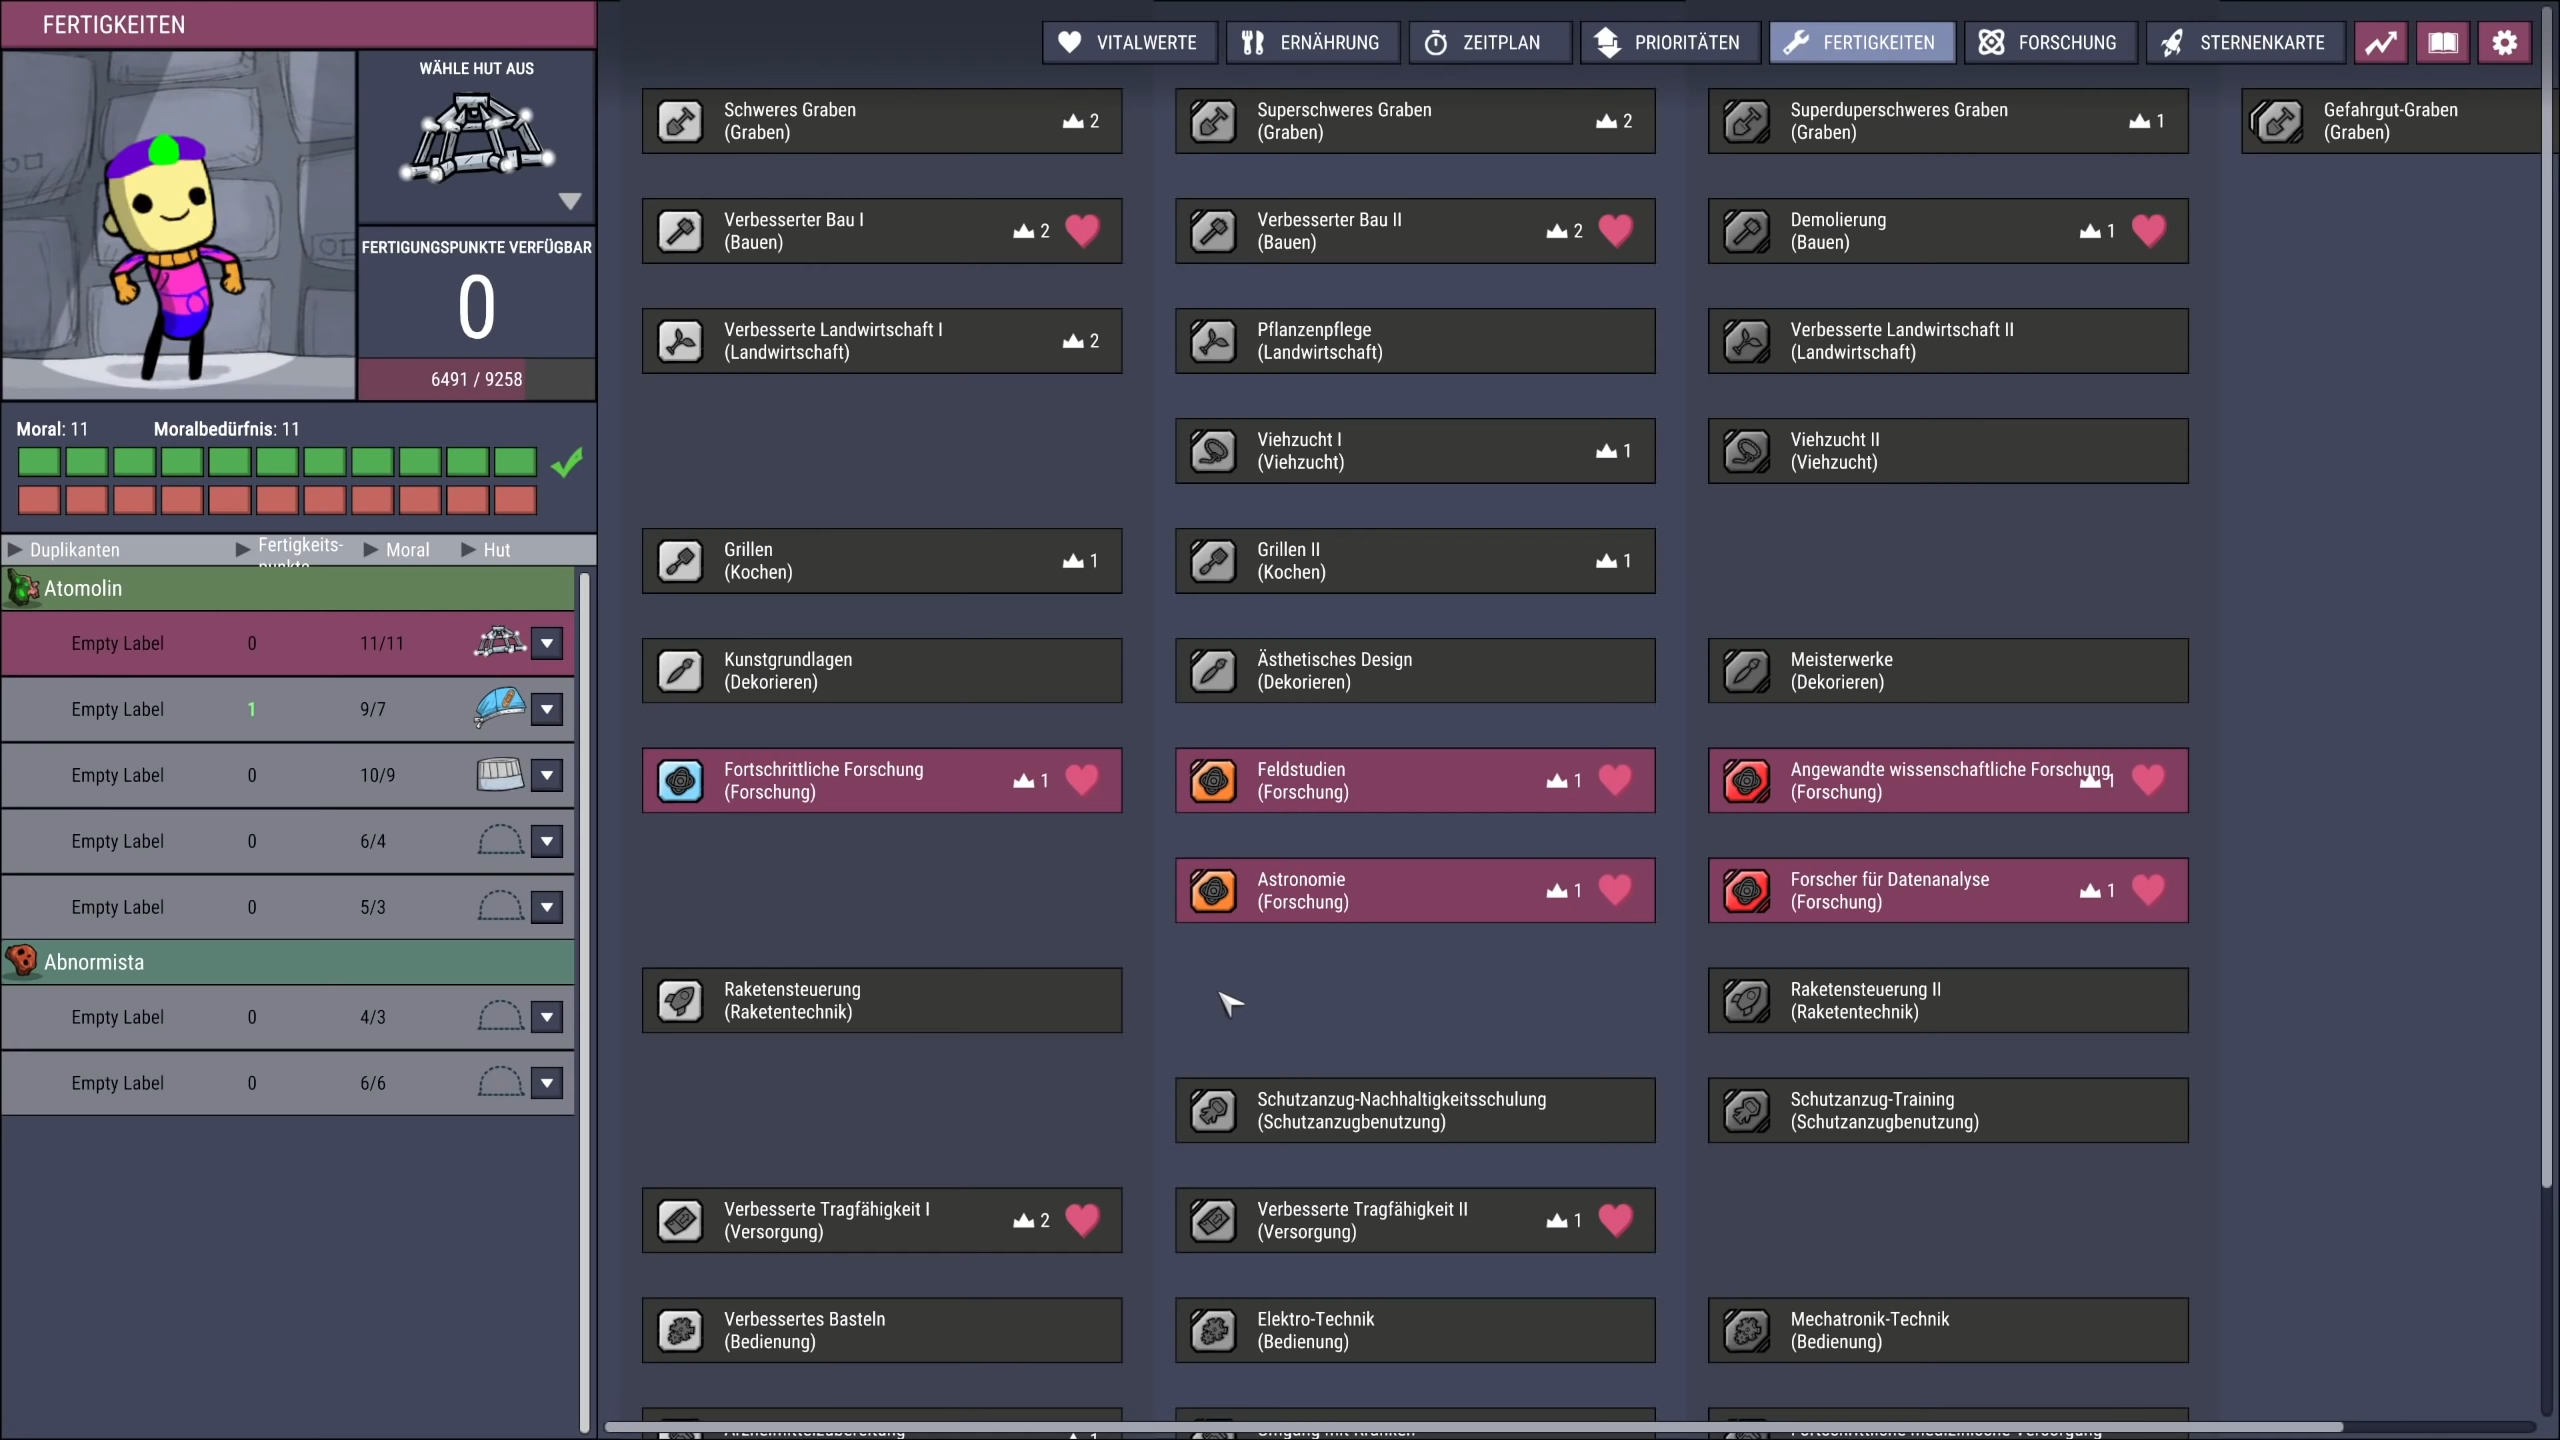 FERTIGKEITEN
VITALWERTE
ERNÄHRUNG
ZEITPLAN
PRIORITÄTEN
FERTIGKEITEN
FORSCHUNG
STERNENKARTE
WÄHLE HUT AUS
FERTIGUNGSPUNKTE VERFÜGBAR
0
6491 / 9258
Moral: 11
Moralbedürfnis: 11
Duplikanten
Fertigkeits-
punkte
Moral
Hut
Atomolin
Empty Label 0 11/11
Empty Label 1 9/7
Empty Label 0 10/9
Empty Label 0 6/4
Empty Label 0 5/3
Abnormista
Empty Label 0 4/3
Empty Label 0 6/6
Schweres Graben
(Graben)
2
Superschweres Graben
(Graben)
2
Superduperschweres Graben
(Graben)
1
Gefahrgut-Graben
(Graben)
Verbesserter Bau I
(Bauen)
2
Verbesserter Bau II
(Bauen)
2
Demolierung
(Bauen)
1
Verbesserte Landwirtschaft I
(Landwirtschaft)
2
Pflanzenpflege
(Landwirtschaft)
Verbesserte Landwirtschaft II
(Landwirtschaft)
Viehzucht I
(Viehzucht)
1
Viehzucht II
(Viehzucht)
Grillen
(Kochen)
1
Grillen II
(Kochen)
1
Kunstgrundlagen
(Dekorieren)
Ästhetisches Design
(Dekorieren)
Meisterwerke
(Dekorieren)
Fortschrittliche Forschung
(Forschung)
1
Feldstudien
(Forschung)
1
Angewandte wissenschaftliche Forschung
(Forschung)
1
Astronomie
(Forschung)
1
Forscher für Datenanalyse
(Forschung)
1
Raketensteuerung
(Raketentechnik)
Raketensteuerung II
(Raketentechnik)
Schutzanzug-Nachhaltigkeitsschulung
(Schutzanzugbenutzung)
Schutzanzug-Training
(Schutzanzugbenutzung)
Verbesserte Tragfähigkeit I
(Versorgung)
2
Verbesserte Tragfähigkeit II
(Versorgung)
1
Verbessertes Basteln
(Bedienung)
Elektro-Technik
(Bedienung)
Mechatronik-Technik
(Bedienung)